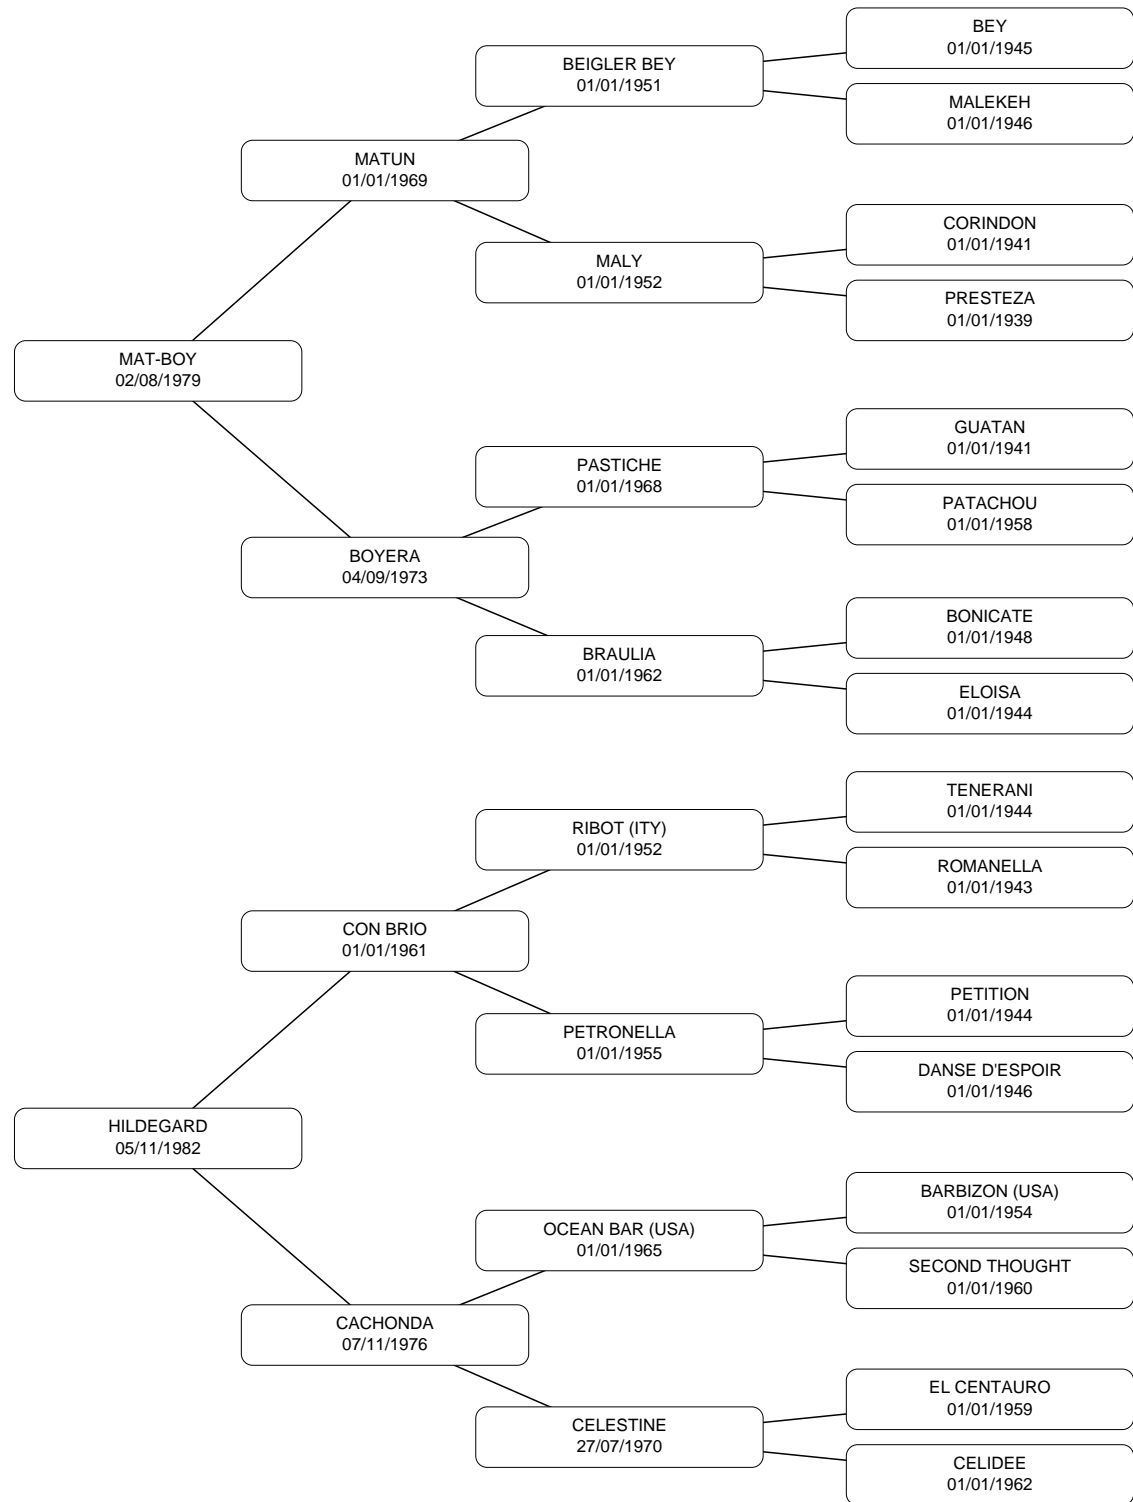 BEY
01/01/1945
BEIGLER BEY
01/01/1951
MALEKEH
01/01/1946
MATUN
01/01/1969
CORINDON
01/01/1941
MALY
01/01/1952
PRESTEZA
01/01/1939
MAT-BOY
02/08/1979
GUATAN
01/01/1941
PASTICHE
01/01/1968
PATACHOU
01/01/1958
BOYERA
04/09/1973
BONICATE
01/01/1948
BRAULIA
01/01/1962
ELOISA
01/01/1944
TENERANI
01/01/1944
RIBOT (ITY)
01/01/1952
ROMANELLA
01/01/1943
CON BRIO
01/01/1961
PETITION
01/01/1944
PETRONELLA
01/01/1955
DANSE D'ESPOIR
01/01/1946
HILDEGARD
05/11/1982
BARBIZON (USA)
01/01/1954
OCEAN BAR (USA)
01/01/1965
SECOND THOUGHT
01/01/1960
CACHONDA
07/11/1976
EL CENTAURO
01/01/1959
CELESTINE
27/07/1970
CELIDEE
01/01/1962